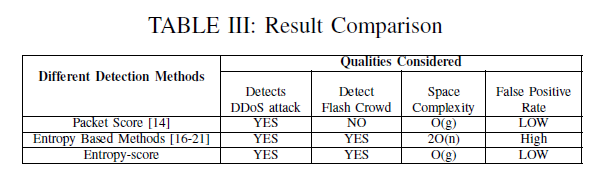 TABLE III: Result Comparison
Different Detection Methods
Qualities Considered
Detects DDoS attack
Detect Flash Crowd
Space Complexity
False Positive Rate
Packet Score [14] YES NO O(g) LOW
Entropy Based Methods [16-21] YES YES 2O(n) High
Entropy-score YES YES O(g) LOW